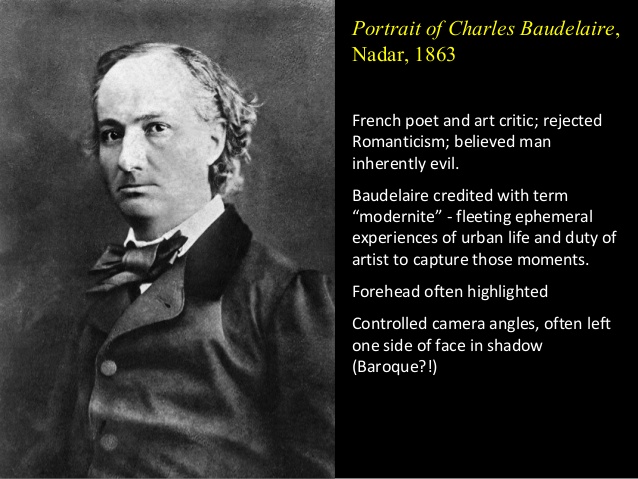 Portrait of Charles Baudelaire,
Nadar, 1863
French poet and art critic; rejected
Romanticism; believed man
inherently evil.
Baudelaire credited with term
“modernite” - fleeting ephemeral
experiences of urban life and duty of
artist to capture those moments.
Forehead often highlighted
Controlled camera angles, often left
one side of face in shadow
(Baroque?!)